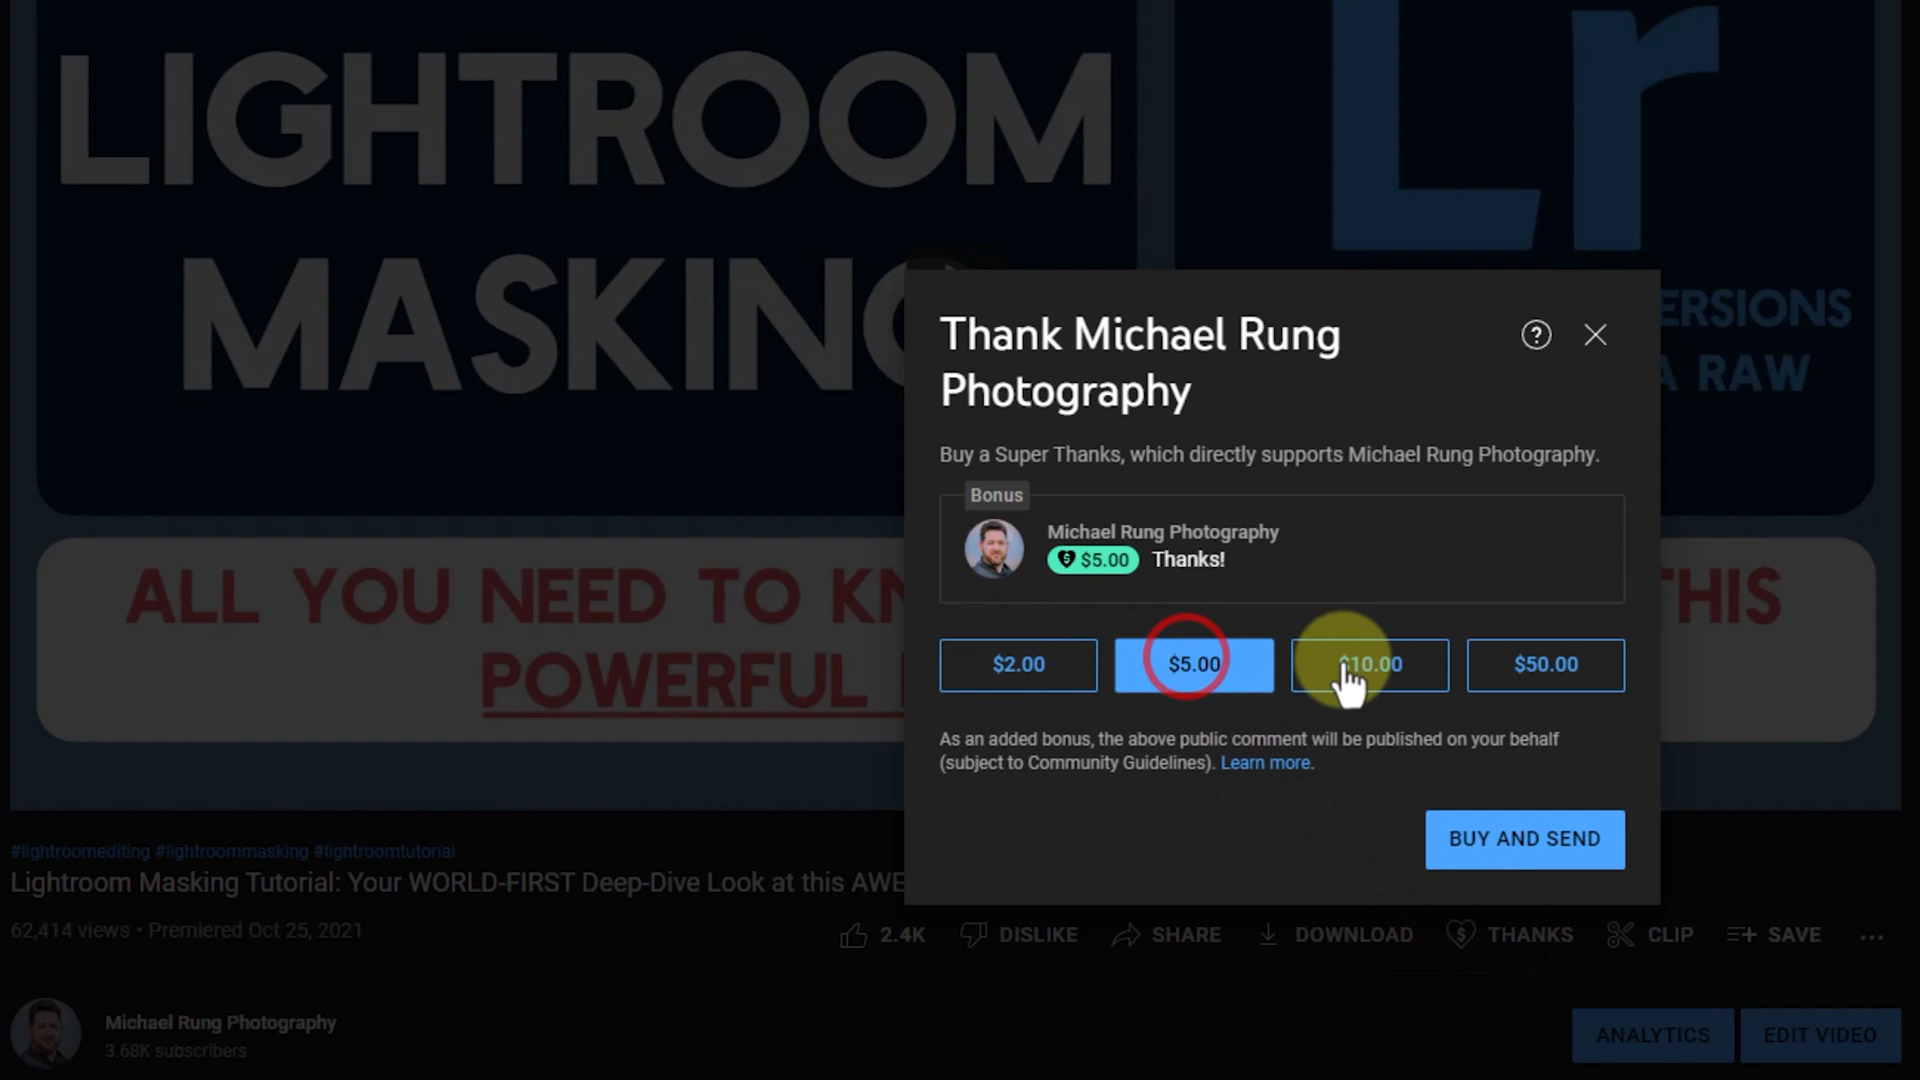 LIGHTROOM
MASKING
Lr
ERSIONS
A RAW
ALL YOU NEED TO KN
THIS
POWERFUL
Thank Michael Rung
Photography
Buy a Super Thanks, which directly supports Michael Rung Photography.
Bonus
Michael Rung Photography
$5.00 Thanks!
$2.00 $5.00 $10.00 $50.00
As an added bonus, the above public comment will be published on your behalf
(subject to Community Guidelines). Learn more.
BUY AND SEND
#lightroomediting #lightroommasking #lightroomtutorial
Lightroom Masking Tutorial: Your WORLD-FIRST Deep-Dive Look at this AWE
62,414 views • Premiered Oct 25, 2021
2.4K DISLIKE SHARE DOWNLOAD THANKS CLIP SAVE ...
Michael Rung Photography
3.68K subscribers
ANALYTICS EDIT VIDEO